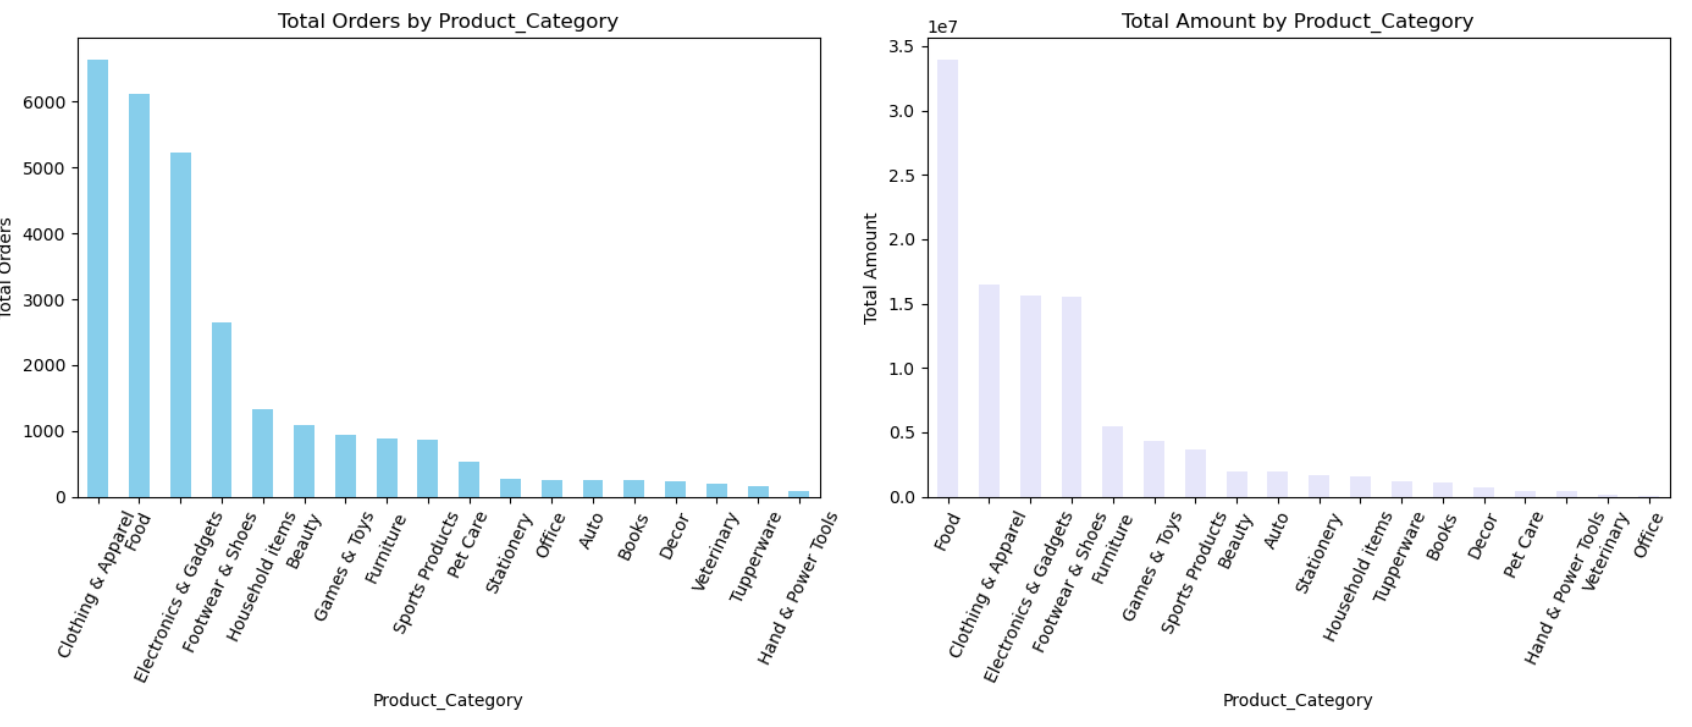 Total Orders by Product_Category
6000
5000
4000
3000
2000
1000
0
Total Orders
Clothing & Apparel
Food
Electronics & Gadgets
Footwear & Shoes
Household items
Beauty
Games & Toys
Furniture
Sports Products
Pet Care
Stationery
Office
Auto
Books
Decor
Veterinary
Tupperware
Hand & Power Tools
Product_Category
Total Amount by Product_Category
1e7
3.5
3.0
2.5
2.0
1.5
1.0
0.5
0.0
Total Amount
Food
Clothing & Apparel
Electronics & Gadgets
Footwear & Shoes
Furniture
Games & Toys
Sports Products
Beauty
Auto
Stationery
Household items
Tupperware
Books
Decor
Pet Care
Hand & Power Tools
Veterinary
Office
Product_Category